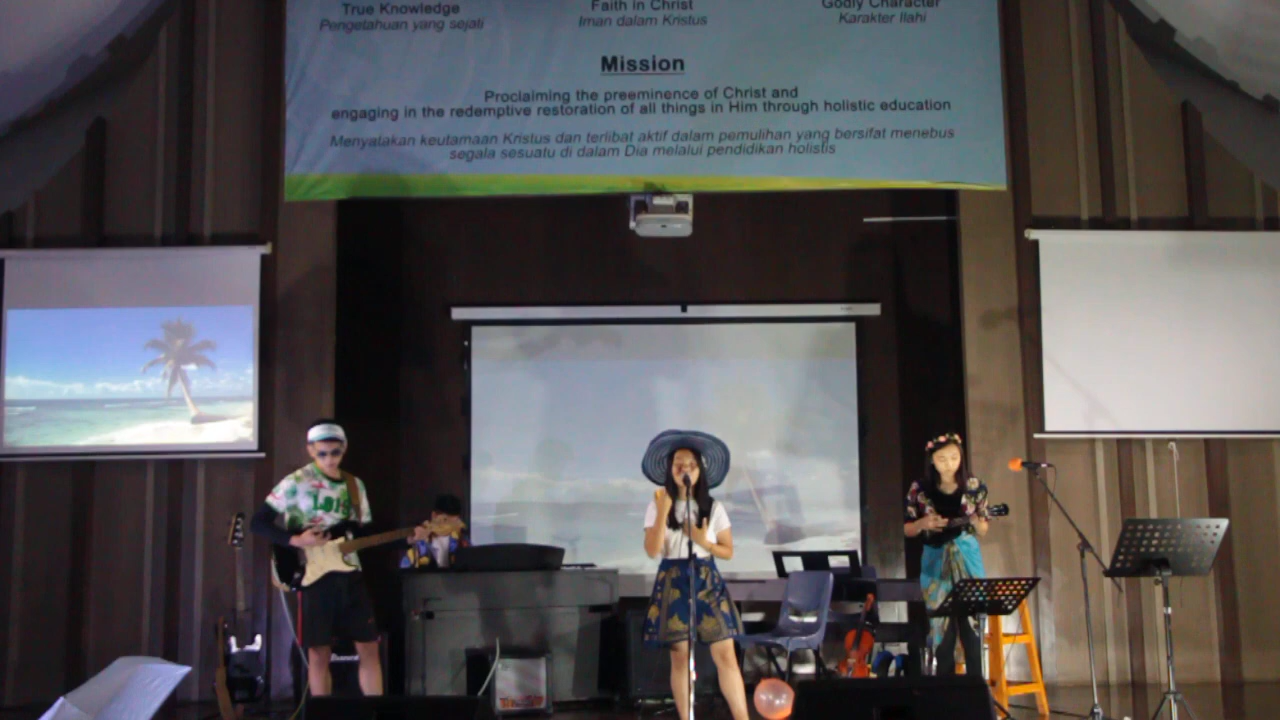 True Knowledge
Pengetahuan yang sejati
Faith in Christ
Iman dalam Kristus
Godly Character
Karakter Ilahi
Mission
Proclaiming the preeminence of Christ and
engaging in the redemptive restoration of all things in Him through holistic education
Menyatakan keutamaan Kristus dan terlibat aktif dalam pemulihan yang bersifat menebus
segala sesuatu di dalam Dia melalui pendidikan holistis